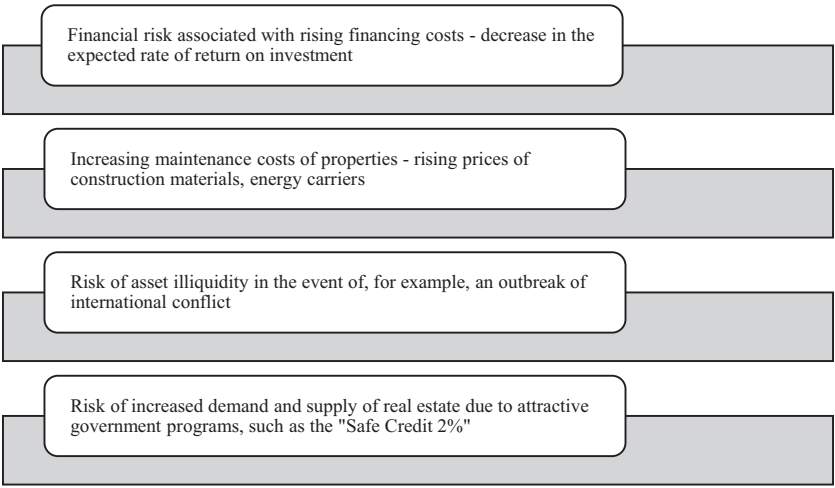 Financial risk associated with rising financing costs - decrease in the
expected rate of return on investment
Increasing maintenance costs of properties - rising prices of
construction materials, energy carriers
Risk of asset illiquidity in the event of, for example, an outbreak of
international conflict
Risk of increased demand and supply of real estate due to attractive
government programs, such as the "Safe Credit 2%"